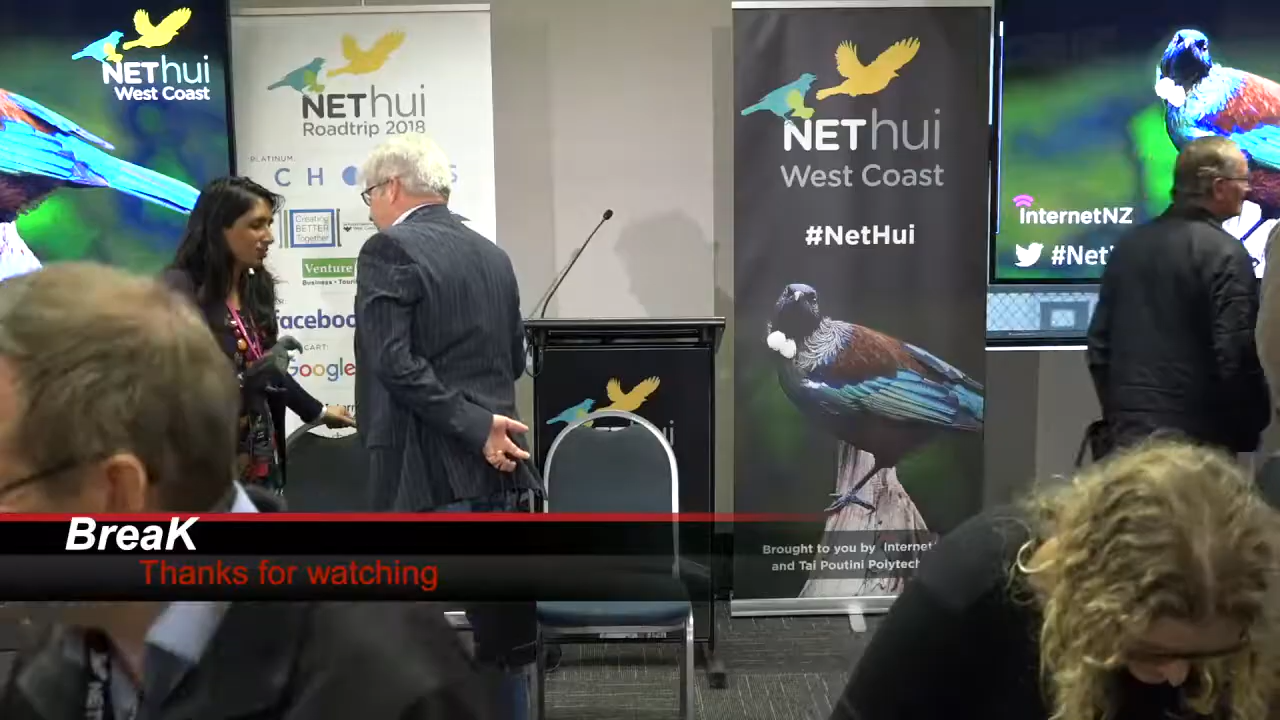 NEThui
West Coast
NEThui
Roadtrip 2018
PLATINUM:
Creating
BETTER
Together
Venture
Google
NEThui
West Coast
#NetHui
Brought to you by Internet
and Tai Poutini Polytech
InternetNZ
BreaK
Thanks for watching